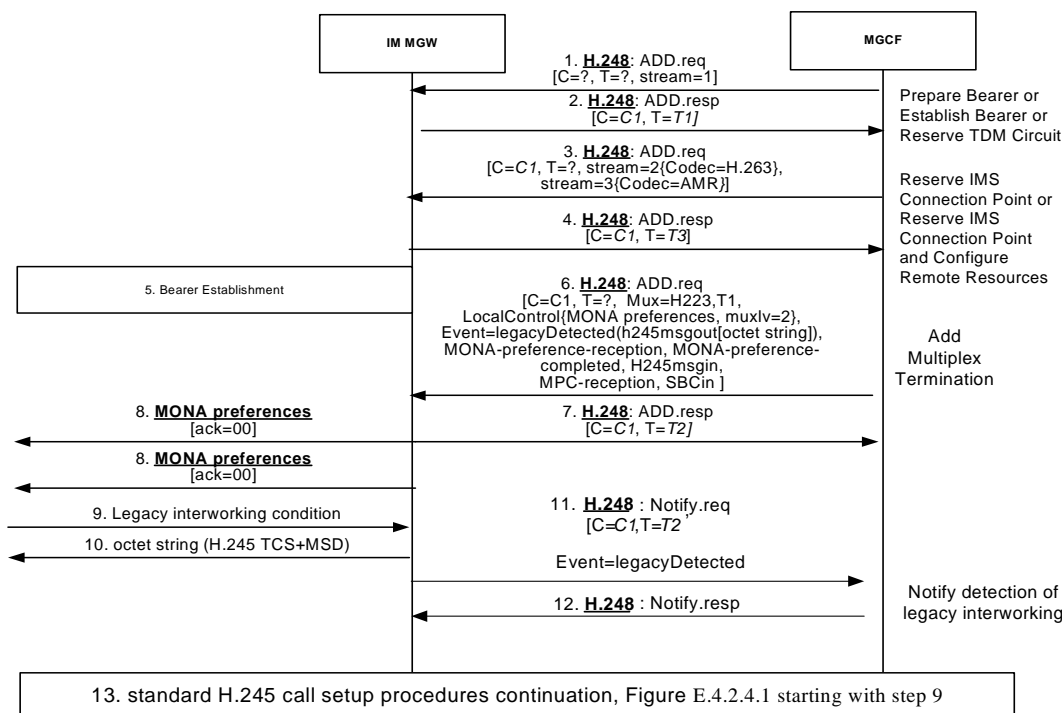 IM MGW
MGCF
1. H.248: ADD.req
[C=?, T=?, stream=1]
2. H.248: ADD.resp
[C=C1, T=T1]
Prepare Bearer or
Establish Bearer or
Reserve TDM Circuit
3. H.248: ADD.req
[C=C1, T=?, stream=2{Codec=H.263},
stream=3{Codec=AMR}]
4. H.248: ADD.resp
[C=C1, T=T3]
Reserve IMS
Connection Point or
Reserve IMS
Connection Point
and Configure
Remote Resources
5. Bearer Establishment
6. H.248: ADD.req
[C=C1, T=?, Mux=H223,T1,
LocalControl{MONA preferences, muxlv=2},
Event=legacyDetected(h245msgout[octet string]),
MONA-preference-reception, MONA-preference-
completed, H245msgin,
MPC-reception, SBCin ]
Add
Multiplex
Termination
8. MONA preferences
[ack=00]
7. H.248: ADD.resp
[C=C1, T=T2]
8. MONA preferences
[ack=00]
9. Legacy interworking condition
10. octet string (H.245 TCS+MSD)
11. H.248 : Notify.req
[C=C1,T=T2 ,
Event=legacyDetected
12. H.248 : Notify.resp
Notify detection of
legacy interworking
13. standard H.245 call setup procedures continuation, Figure E.4.2.4.1 starting with step 9